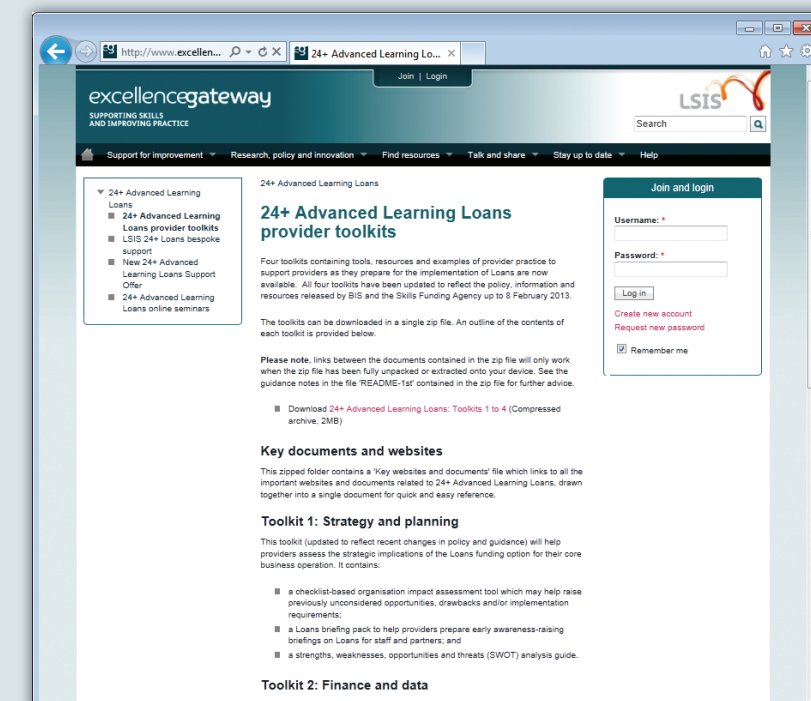 http://www.excellen...
24+ Advanced Learning Lo...
Join | Login
excellencegateway
SUPPORTING SKILLS
AND IMPROVING PRACTICE
LSIS
Search
Support for improvement Research, policy and innovation Find resources Talk and share Stay up to date Help
24+ Advanced Learning
Loans
24+ Advanced Learning
Loans provider toolkits
LSIS 24+ Loans bespoke
support
New 24+ Advanced
Learning Loans Support
Offer
24+ Advanced Learning
Loans online seminars
24+ Advanced Learning Loans
24+ Advanced Learning Loans
provider toolkits
Four toolkits containing tools, resources and examples of provider practice to
support providers as they prepare for the implementation of Loans are now
available. All four toolkits have been updated to reflect the policy, information and
resources released by BIS and the Skills Funding Agency up to 8 February 2013.
The toolkits can be downloaded in a single zip file. An outline of the contents of
each toolkit is provided below.
Please note, links between the documents contained in the zip file will only work
when the zip file has been fully unpacked or extracted onto your device. See the
guidance notes in the file 'README-1st' contained in the zip file for further advice.
Download 24+ Advanced Learning Loans: Toolkits 1 to 4 (Compressed
archive, 2MB)
Key documents and websites
This zipped folder contains a 'Key websites and documents' file which links to all the
important websites and documents related to 24+ Advanced Learning Loans, drawn
together into a single document for quick and easy reference.
Toolkit 1: Strategy and planning
This toolkit (updated to reflect recent changes in policy and guidance) will help
providers assess the strategic implications of the Loans funding option for their core
business operation. It contains:
a checklist-based organisation impact assessment tool which may help raise
previously unconsidered opportunities, drawbacks and/or implementation
requirements;
a Loans briefing pack to help providers prepare early awareness-raising
briefings on Loans for staff and partners; and
a strengths, weaknesses, opportunities and threats (SWOT) analysis guide.
Toolkit 2: Finance and data
Join and login
Username: *
Password: *
Log in
Create new account
Request new password
Remember me